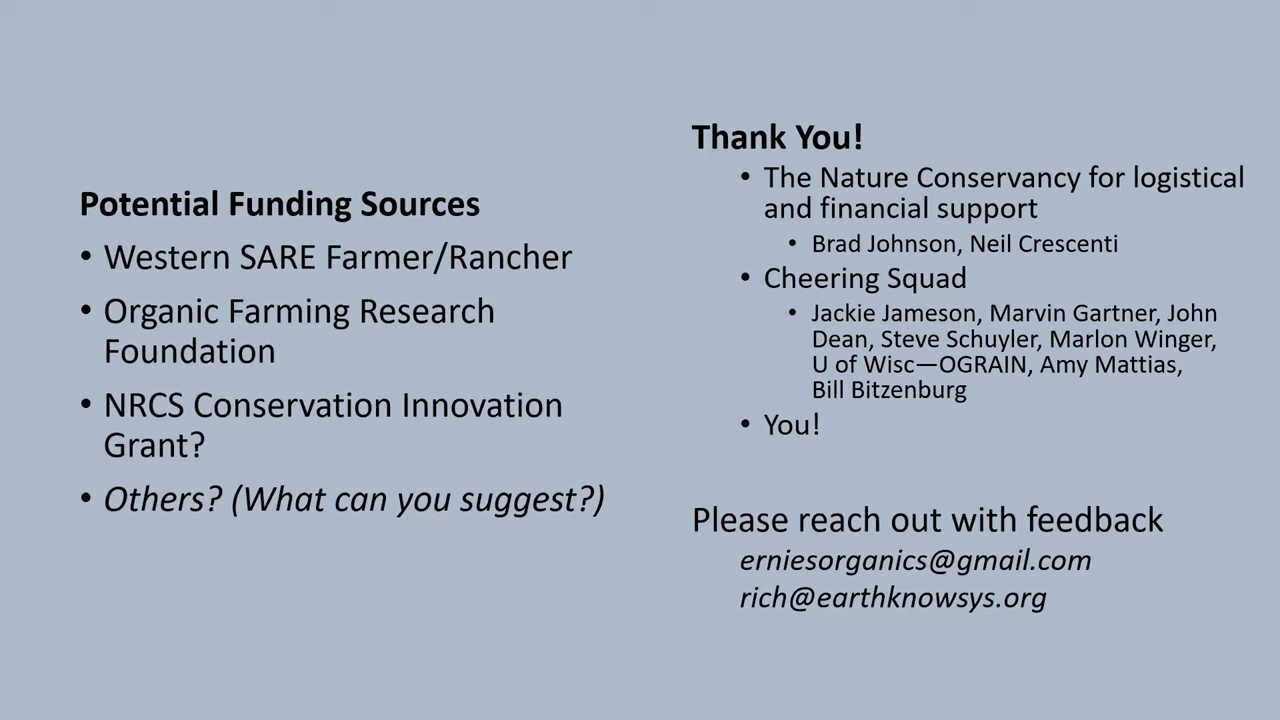 Potential Funding Sources
• Western SARE Farmer/Rancher
• Organic Farming Research
Foundation
• NRCS Conservation Innovation
Grant?
• Others? (What can you suggest?)
Thank You!
• The Nature Conservancy for logistical
and financial support
• Brad Johnson, Neil Crescenti
• Cheering Squad
• Jackie Jameson, Marvin Gartner, John
Dean, Steve Schuyler, Marlon Winger,
U of Wisc—OGRAIN, Amy Mattias,
Bill Bitzenburg
• You!
Please reach out with feedback
erniesorganics@gmail.com
rich@earthknowsys.org